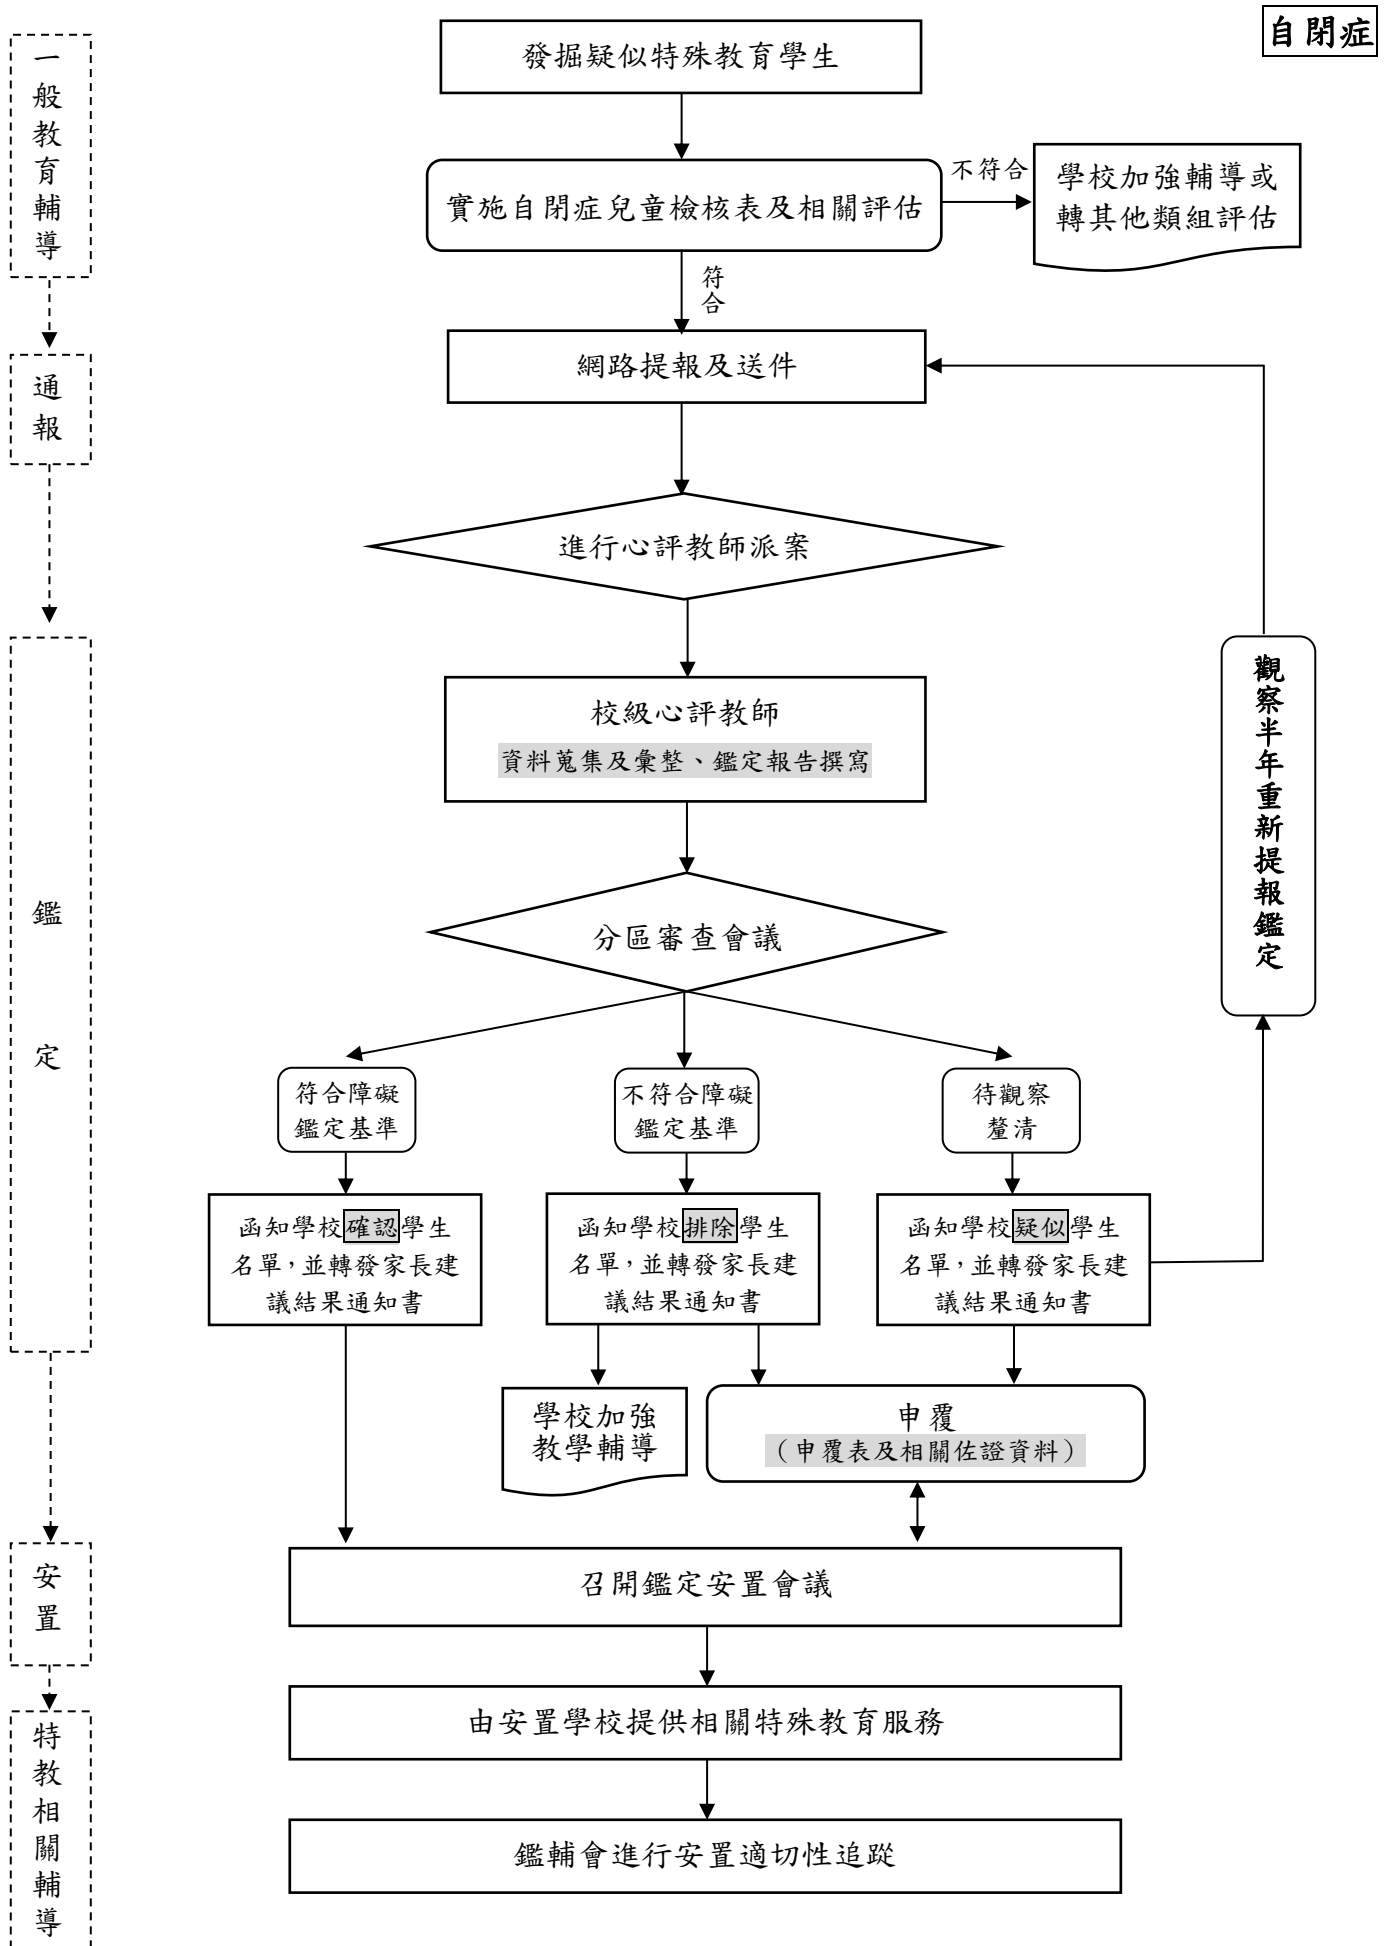 自閉症
一般教育輔導
通報
鑑定
安置
特教相關輔導
發掘疑似特殊教育學生
實施自閉症兒童檢核表及相關評估
不符合
學校加強輔導或
轉其他類組評估
符合
網路提報及送件
進行心評教師派案
校級心評教師
資料蒐集及彙整、鑑定報告撰寫
分區審查會議
觀察半年重新提報鑑定
符合障礙
鑑定基準
不符合障礙
鑑定基準
待觀察
釐清
函知學校確認學生
名單，並轉發家長建
議結果通知書
函知學校排除學生
名單，並轉發家長建
議結果通知書
函知學校疑似學生
名單，並轉發家長建
議結果通知書
學校加強
教學輔導
申覆
（申覆表及相關佐證資料）
召開鑑定安置會議
由安置學校提供相關特殊教育服務
鑑輔會進行安置適切性追蹤